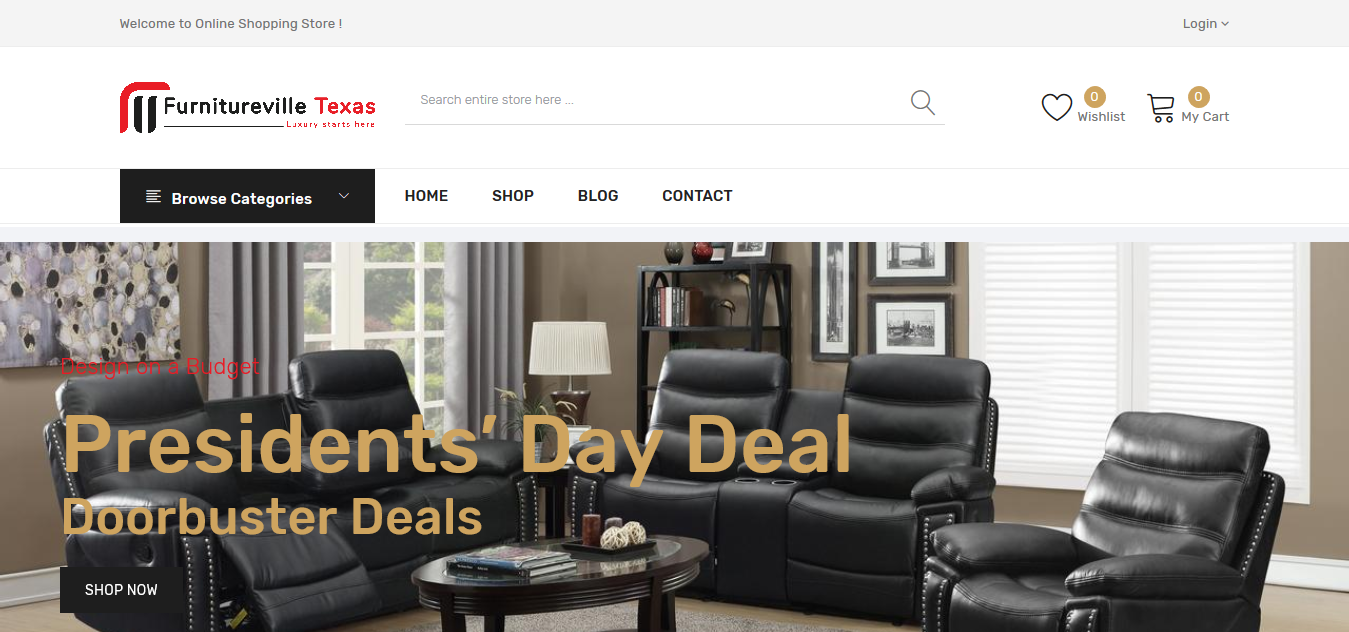 Welcome to Online Shopping Store !
Login
Furnitureville Texas
Luxury starts here
Search entire store here ...
0
Wishlist
0
My Cart
Browse Categories
HOME
SHOP
BLOG
CONTACT
Design on a Budget
Presidents’ Day Deal
Doorbuster Deals
SHOP NOW